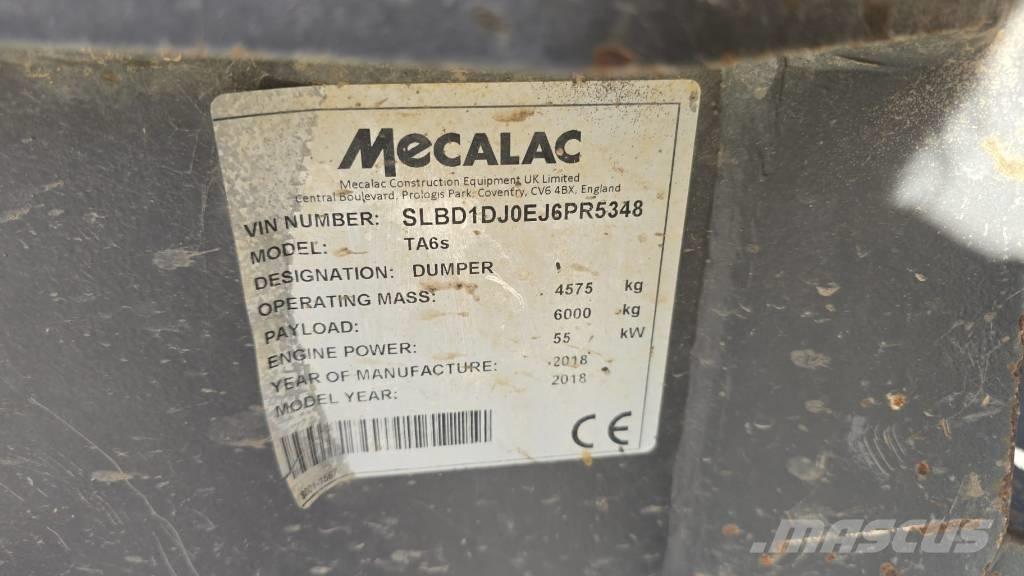 MecALAC
Mecalac Construction Equipment UK Limited
Central Boulevard, Prologis Park, Coventry, CV6 4BX, England
VIN NUMBER: SLBD1DJ0EJ6PR5348
MODEL: TA6s
DESIGNATION: DUMPER
OPERATING MASS: 4575 kg
PAYLOAD: 6000 kg
ENGINE POWER: 55 kW
YEAR OF MANUFACTURE: 2018
MODEL YEAR: 2018
CE
MASCUS